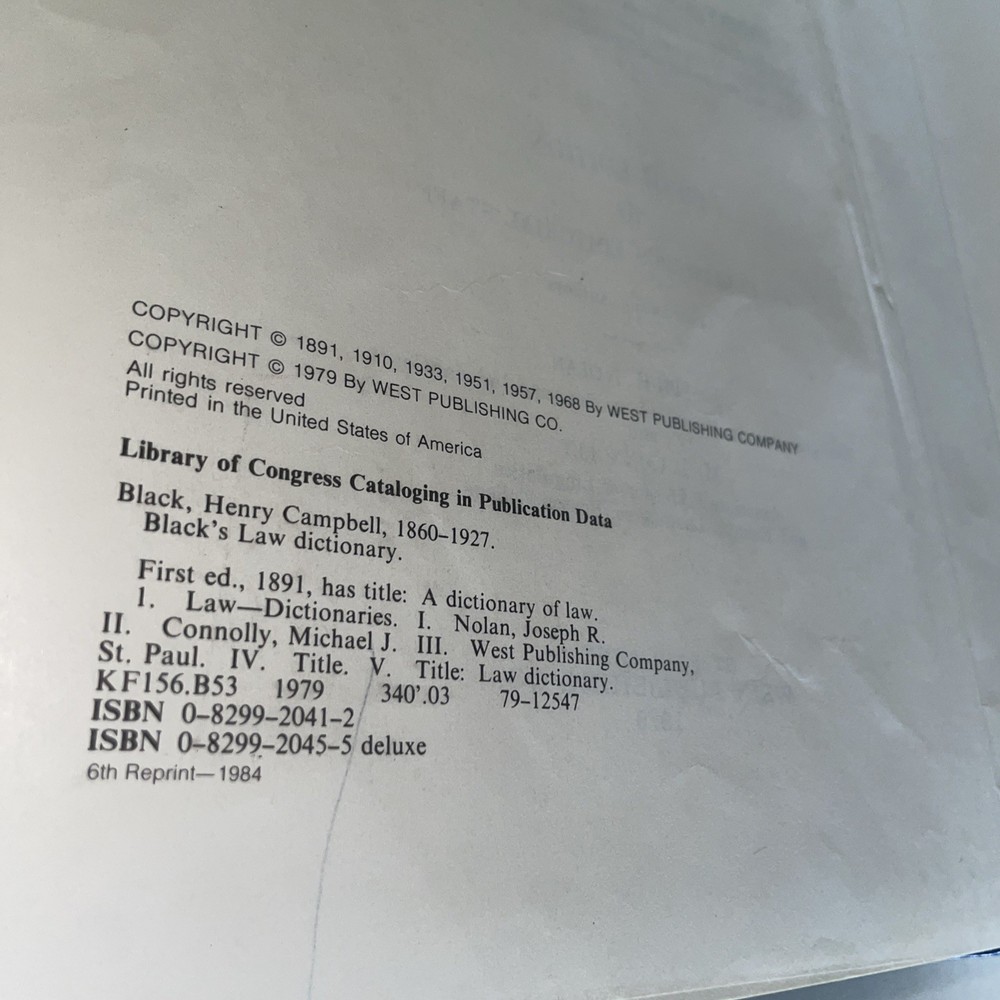 COPYRIGHT © 1891, 1910, 1933, 1951, 1957, 1968 By WEST PUBLISHING COMPANY
COPYRIGHT © 1979 By WEST PUBLISHING CO.
All rights reserved
Printed in the United States of America
Library of Congress Cataloging in Publication Data
Black, Henry Campbell, 1860–1927.
Black's Law dictionary.
First ed., 1891, has title: A dictionary of law.
1. Law—Dictionaries. I. Nolan, Joseph R.
II. Connolly, Michael J. III. West Publishing Company,
St. Paul. IV. Title. V. Title: Law dictionary.
KF156.B53 1979 340'.03 79–12547
ISBN 0–8299–2041–2
ISBN 0–8299–2045–5 deluxe
6th Reprint—1984